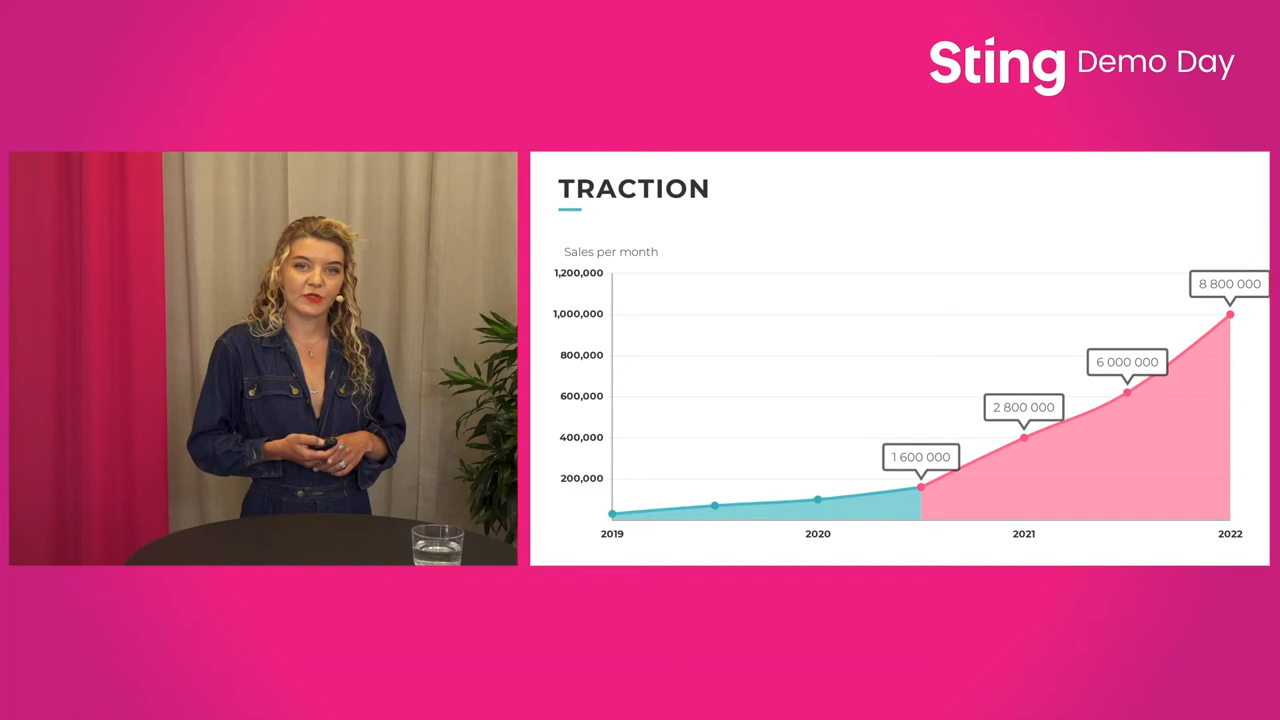 Sting Demo Day
TRACTION
Sales per month
1,200,000
8 800 000
1,000,000
800,000
6 000 000
600,000
2 800 000
400,000
1 600 000
200,000
2019 2020 2021 2022